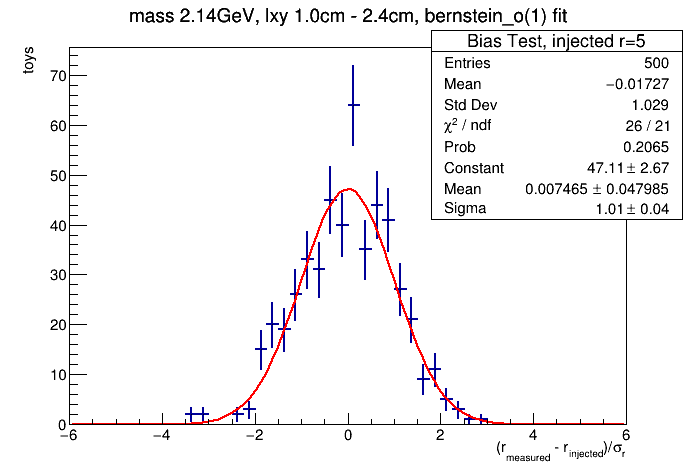 mass 2.14GeV, lxy 1.0cm - 2.4cm, bernstein_o(1) fit
Bias Test, injected r=5
Entries 500
Mean −0.01727
Std Dev 1.029
χ² / ndf 26 / 21
Prob 0.2065
Constant 47.11 ± 2.67
Mean 0.007465 ± 0.047985
Sigma 1.01 ± 0.04
toys
70
60
50
40
30
20
10
0
−6 −4 −2 0 2 4 6
(r_measured - r_injected)/σ_r